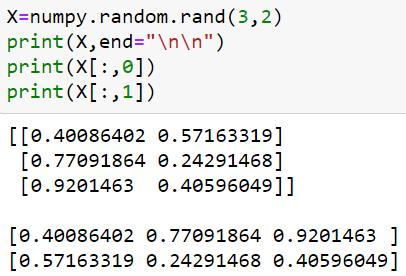 X=numpy.random.rand(3,2)
print(X,end="\n\n")
print(X[:,0])
print(X[:,1])
[[0.40086402 0.57163319]
 [0.77091864 0.24291468]
 [0.9201463  0.40596049]]
[0.40086402 0.77091864 0.9201463 ]
[0.57163319 0.24291468 0.40596049]